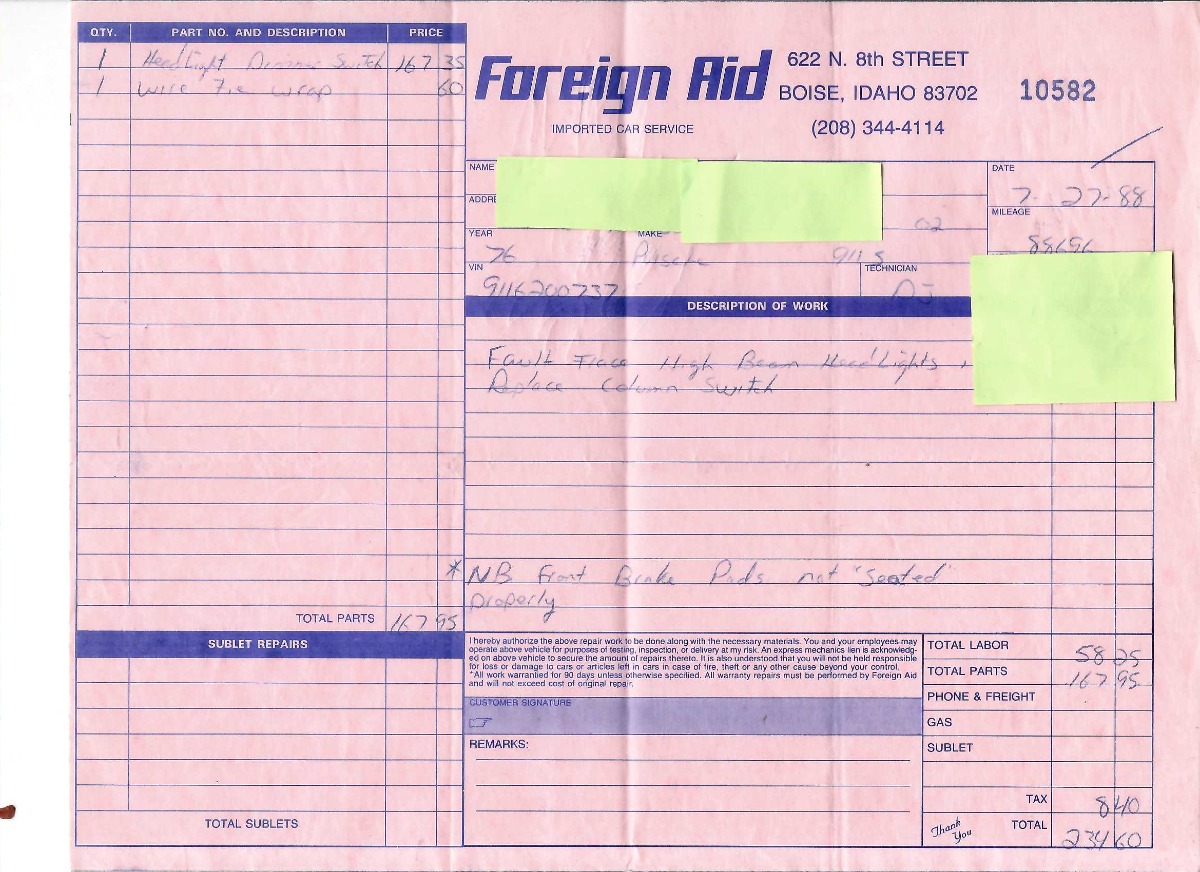 QTY. PART NO. AND DESCRIPTION PRICE
1 Headlight Dimmer Switch 167 35
1 wire Tie wrap 60
TOTAL PARTS 167 95
SUBLET REPAIRS
TOTAL SUBLETS
Foreign Aid
IMPORTED CAR SERVICE
622 N. 8th STREET
BOISE, IDAHO 83702
(208) 344-4114
10582
NAME
DATE
7-27-88
ADDRE
02
MILEAGE
88696
YEAR
76
MAKE
911 S
VIN
9116200737
TECHNICIAN
DESCRIPTION OF WORK
Fault Trace High Beam Headlights +
Replace Column Switch
* NB Front Brake Pads not "Seated"
properly
I hereby authorize the above repair work to be done along with the necessary materials. You and your employees may
operate above vehicle for purposes of testing, inspection, or delivery at my risk. An express mechanics lien is acknowledg-
ed on above vehicle to secure the amount of repairs thereto. It is also understood that you will not be held responsible
for loss or damage to cars or articles left in cars in case of fire, theft or any other cause beyond your control.
*All work warrantied for 90 days unless otherwise specified. All warranty repairs must be performed by Foreign Aid
and will not exceed cost of original repair.
CUSTOMER SIGNATURE
REMARKS:
TOTAL LABOR 58 25
TOTAL PARTS 167 95
PHONE & FREIGHT
GAS
SUBLET
TAX 8 40
Thank You
TOTAL 234 60